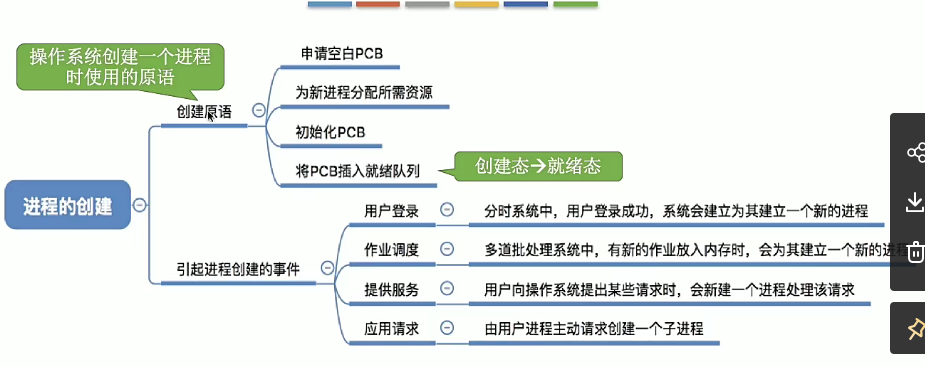 操作系统创建一个进程
时使用的原语
申请空白PCB
为新进程分配所需资源
创建原语
初始化PCB
将PCB插入就绪队列
创建态→就绪态
进程的创建
用户登录
分时系统中，用户登录成功，系统会建立为其建立一个新的进程
作业调度
多道批处理系统中，有新的作业放入内存时，会为其建立一个新的进程
引起进程创建的事件
提供服务
用户向操作系统提出某些请求时，会新建一个进程处理该请求
应用请求
由用户进程主动请求创建一个子进程